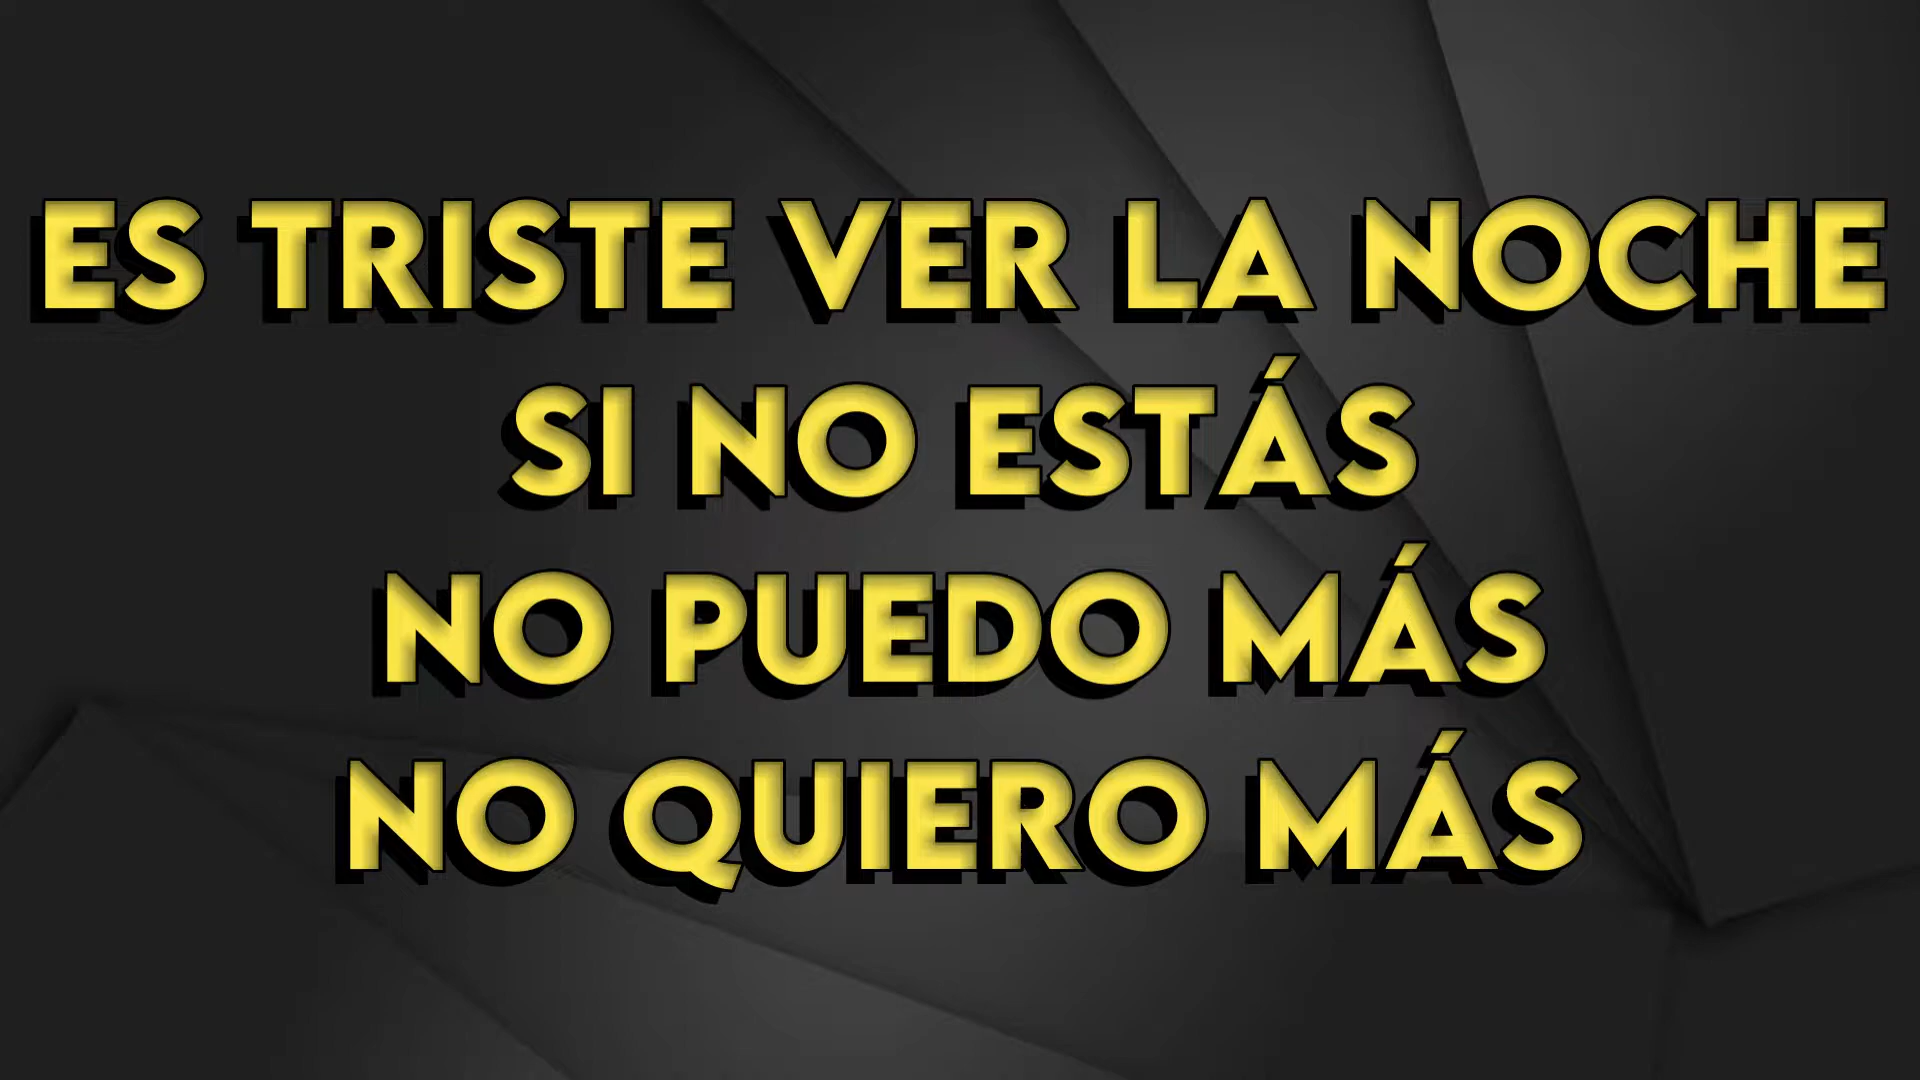 ES TRISTE VER LA NOCHE
SI NO ESTÁS
NO PUEDO MÁS
NO QUIERO MÁS